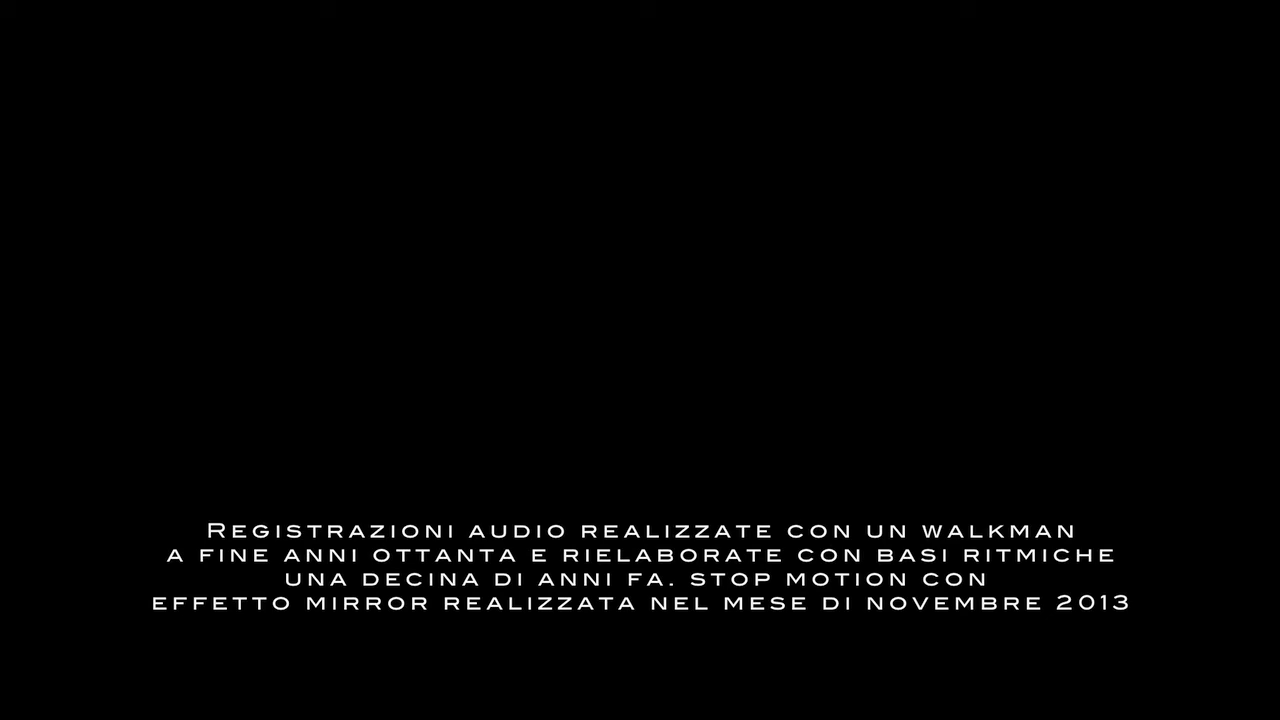 Registrazioni audio realizzate con un walkman
a fine anni ottanta e rielaborate con basi ritmiche
una decina di anni fa. stop motion con
effetto mirror realizzata nel mese di novembre 2013